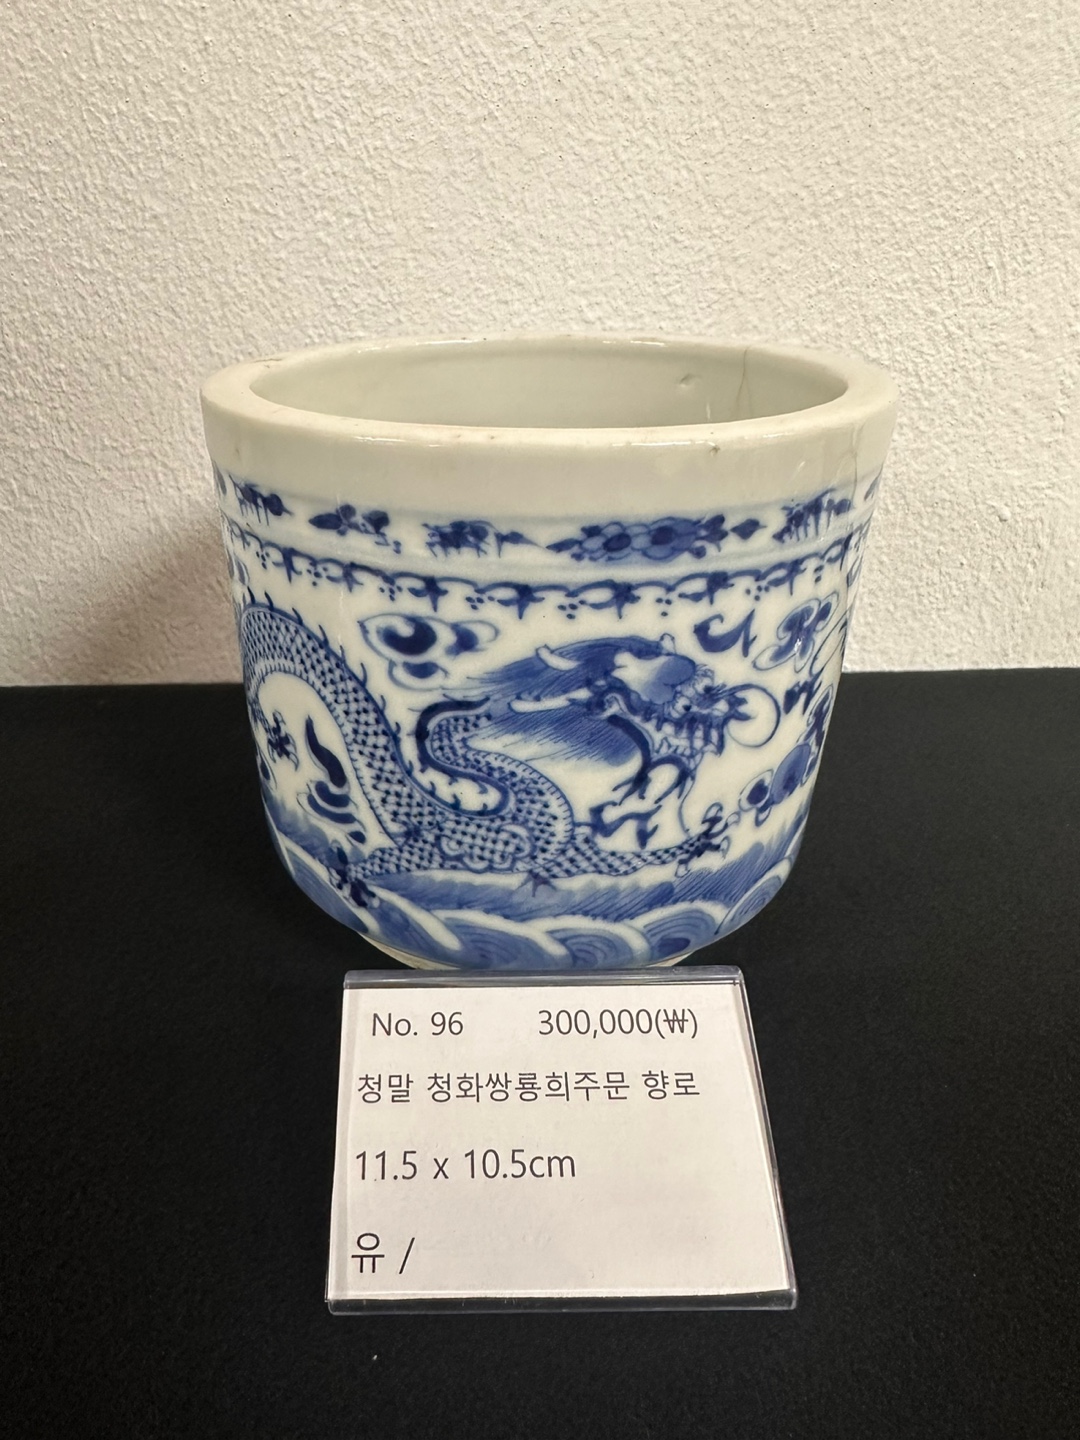 No. 96 300,000(₩)
청말 청화쌍룡희주문 향로
11.5 x 10.5cm
유 /